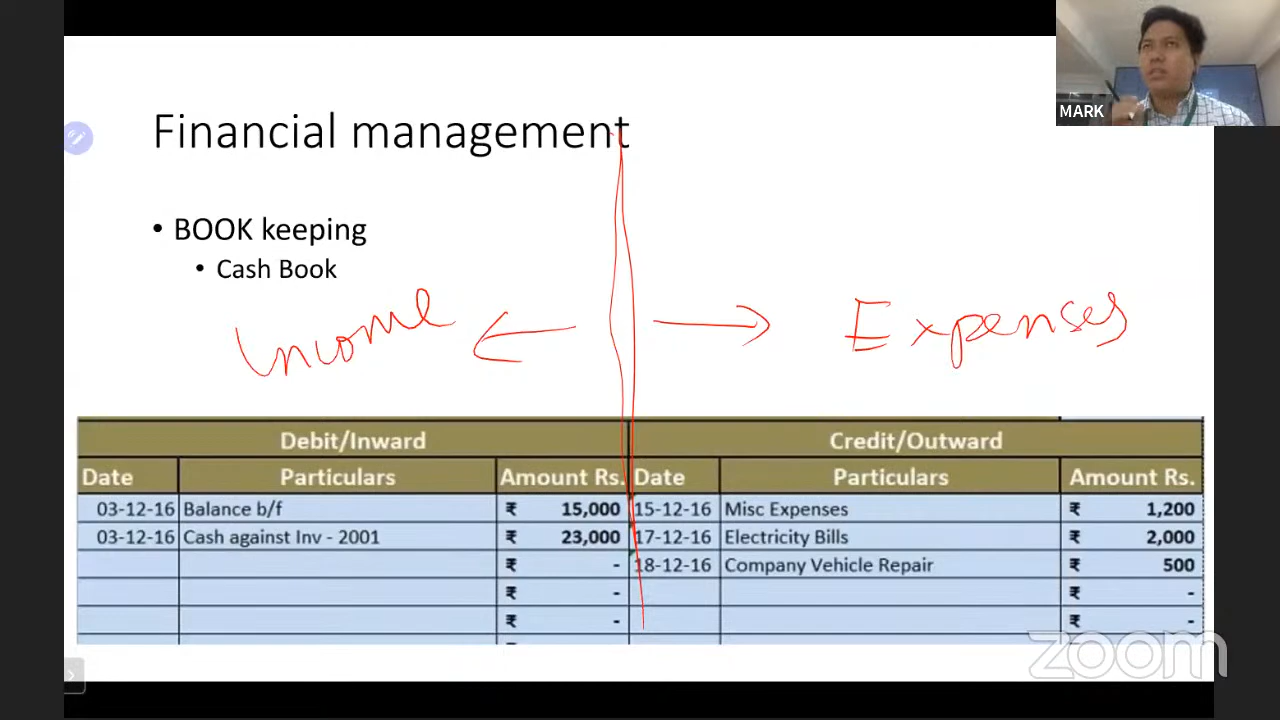 MARK
Financial management
• BOOK keeping
• Cash Book
Income
Expenses
Debit/Inward Credit/Outward
Date Particulars Amount Rs. Date Particulars Amount Rs.
03-12-16 Balance b/f ₹ 15,000 15-12-16 Misc Expenses ₹ 1,200
03-12-16 Cash against Inv - 2001 ₹ 23,000 17-12-16 Electricity Bills ₹ 2,000
₹ - 18-12-16 Company Vehicle Repair ₹ 500
₹ - ₹ -
₹ - ₹ -
zoom